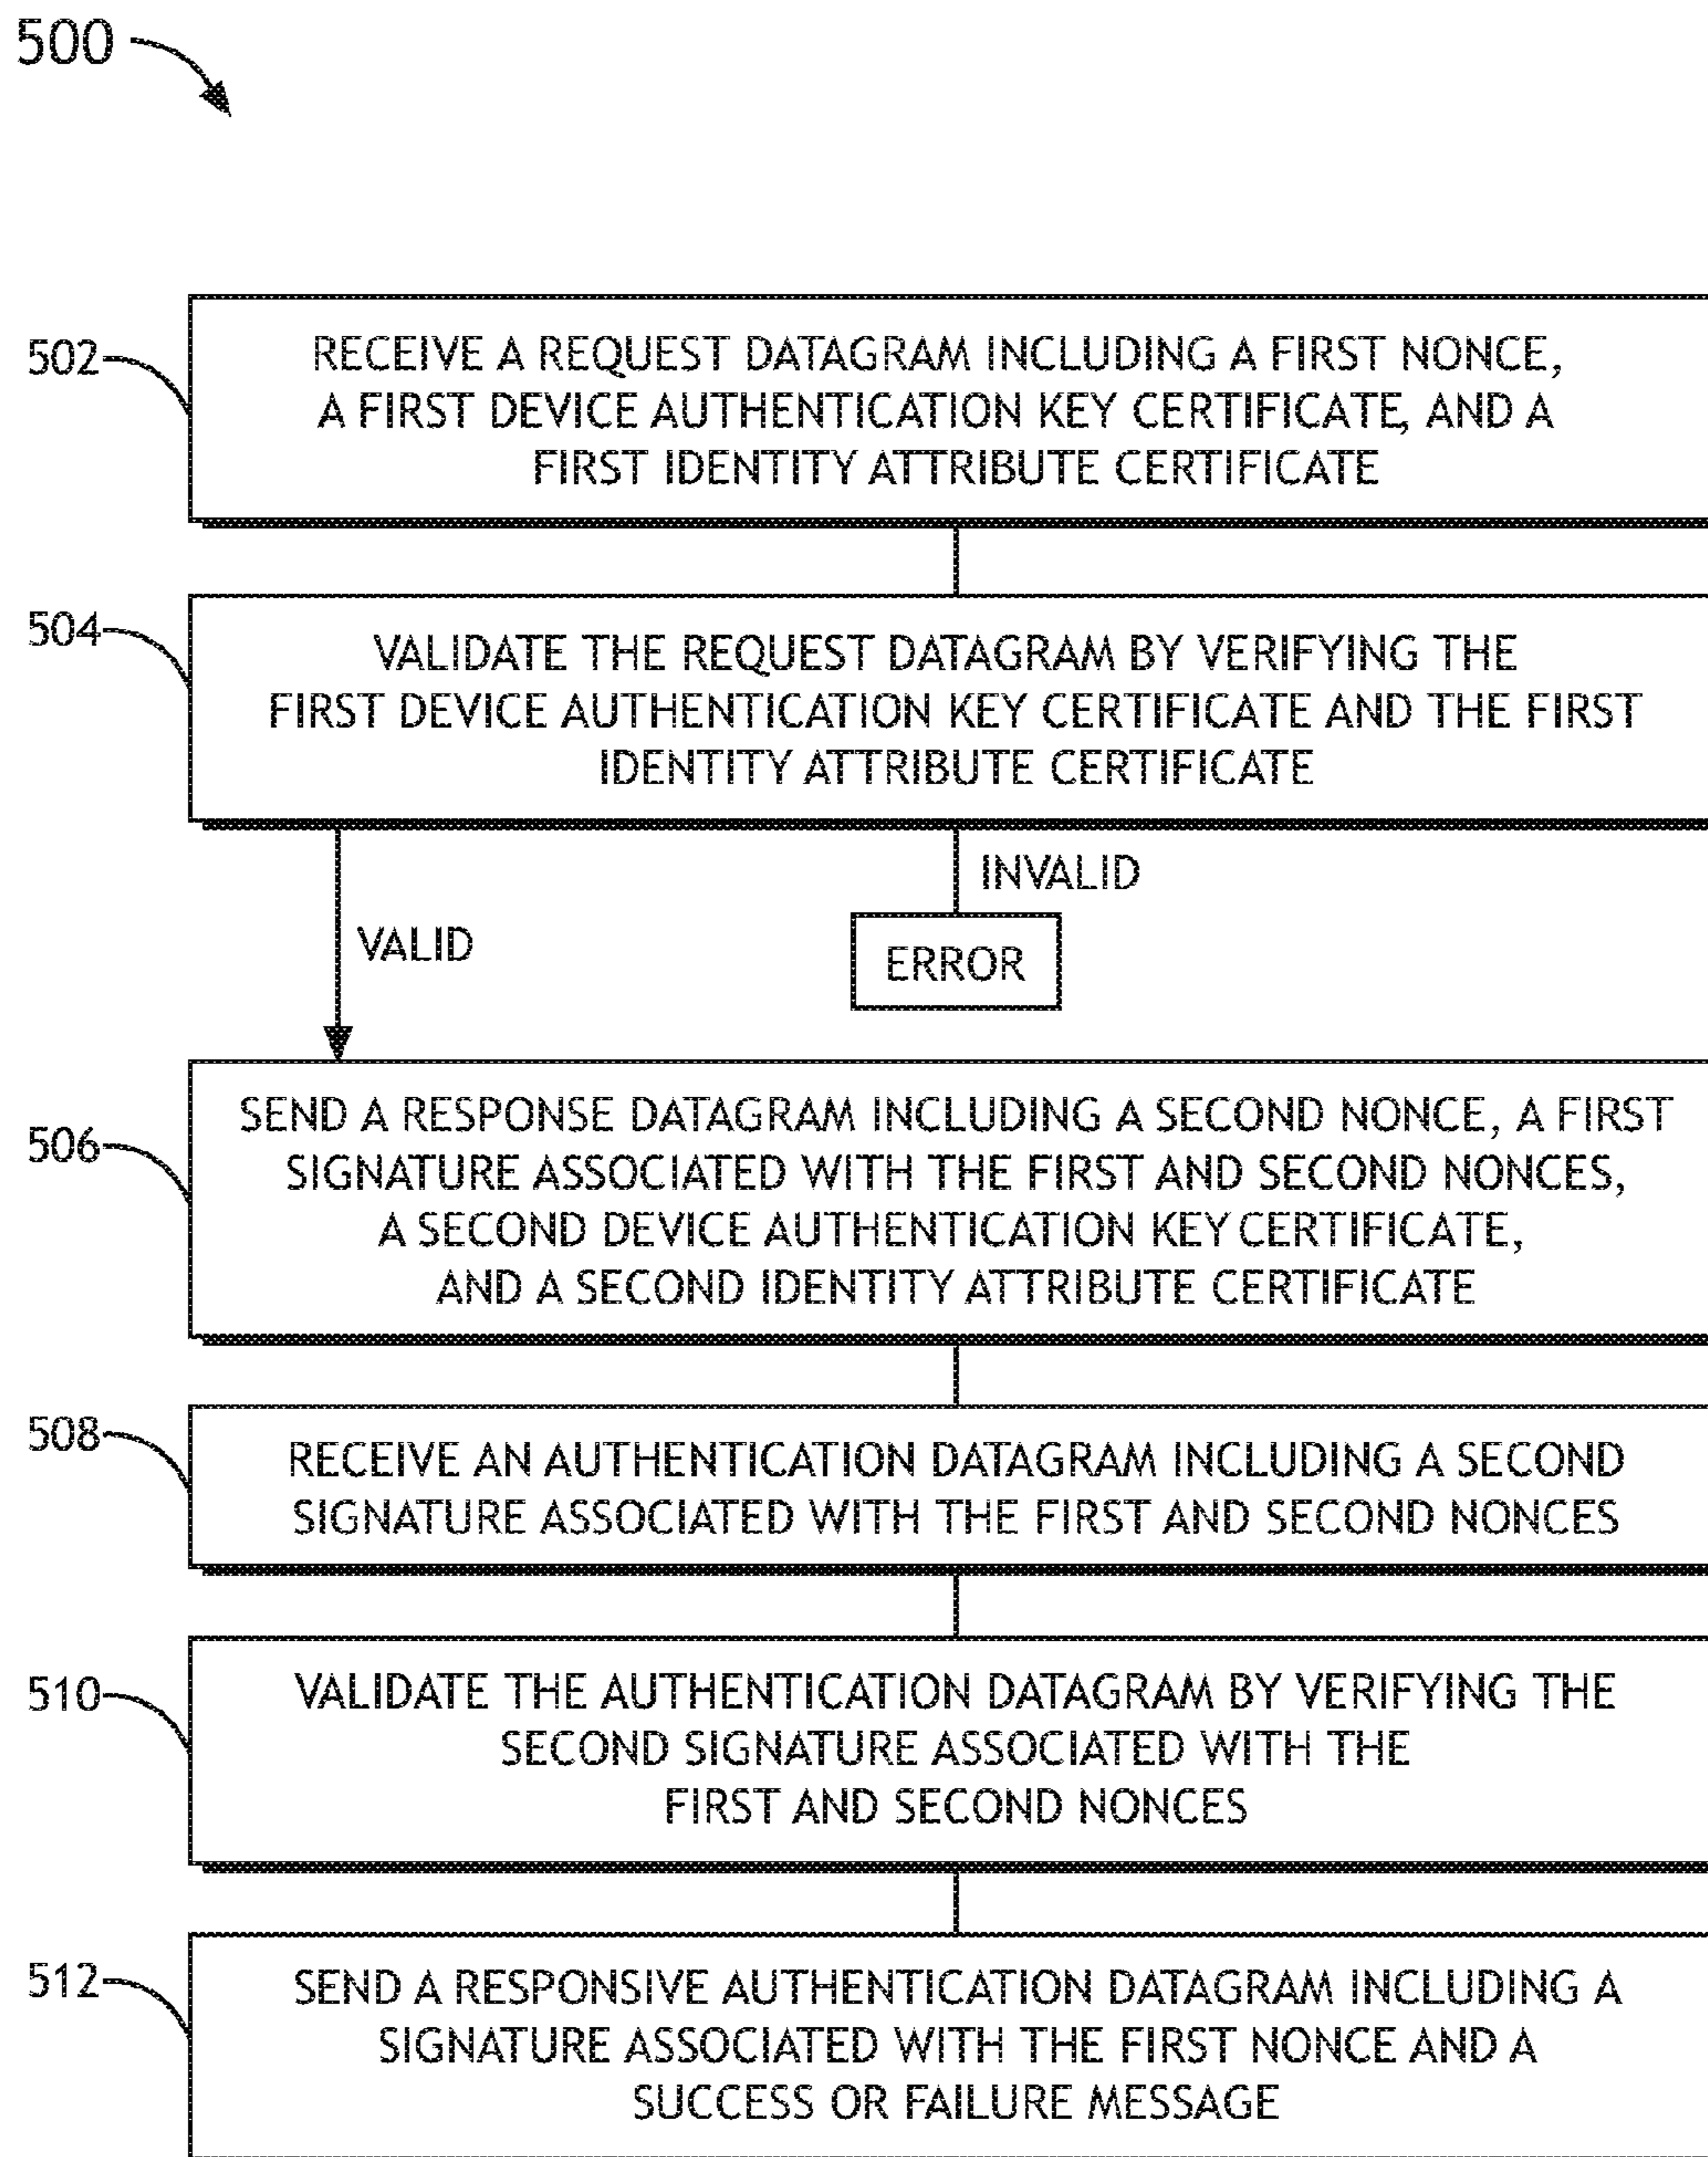 500
502
RECEIVE A REQUEST DATAGRAM INCLUDING A FIRST NONCE,
A FIRST DEVICE AUTHENTICATION KEY CERTIFICATE, AND A
FIRST IDENTITY ATTRIBUTE CERTIFICATE
504
VALIDATE THE REQUEST DATAGRAM BY VERIFYING THE
FIRST DEVICE AUTHENTICATION KEY CERTIFICATE AND THE FIRST
IDENTITY ATTRIBUTE CERTIFICATE
INVALID
VALID
ERROR
506
SEND A RESPONSE DATAGRAM INCLUDING A SECOND NONCE, A FIRST
SIGNATURE ASSOCIATED WITH THE FIRST AND SECOND NONCES,
A SECOND DEVICE AUTHENTICATION KEY CERTIFICATE,
AND A SECOND IDENTITY ATTRIBUTE CERTIFICATE
508
RECEIVE AN AUTHENTICATION DATAGRAM INCLUDING A SECOND
SIGNATURE ASSOCIATED WITH THE FIRST AND SECOND NONCES
510
VALIDATE THE AUTHENTICATION DATAGRAM BY VERIFYING THE
SECOND SIGNATURE ASSOCIATED WITH THE
FIRST AND SECOND NONCES
512
SEND A RESPONSIVE AUTHENTICATION DATAGRAM INCLUDING A
SIGNATURE ASSOCIATED WITH THE FIRST NONCE AND A
SUCCESS OR FAILURE MESSAGE